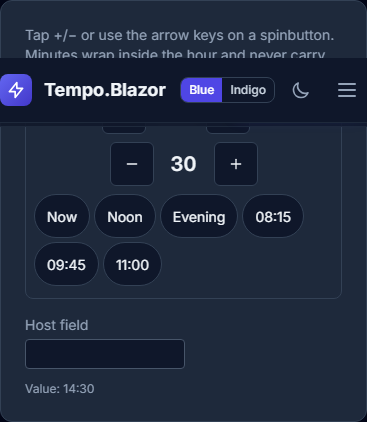 Tap +/− or use the arrow keys on a spinbutton.
Minutes wrap inside the hour and never carry
Tempo.Blazor Blue Indigo
− 30 +
Now Noon Evening 08:15
09:45 11:00
Host field
Value: 14:30